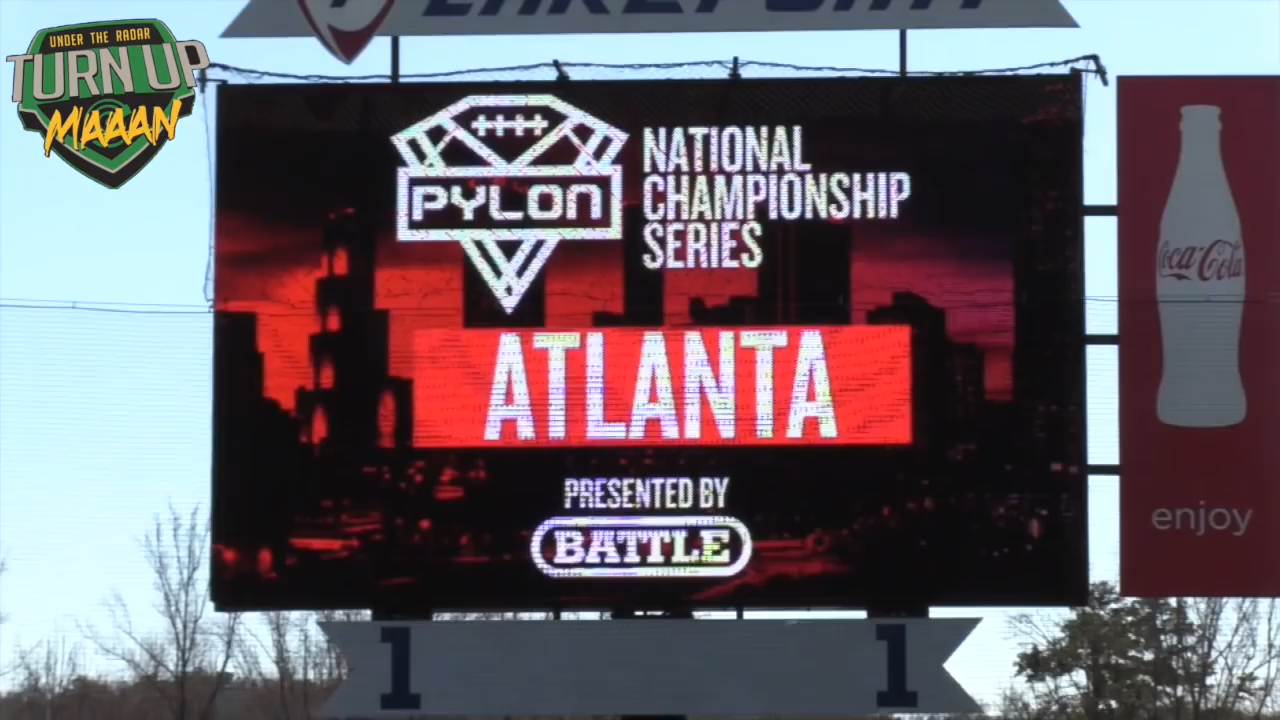 UNDER THE RADAR
TURN UP
MAAAN
PYLON
NATIONAL
CHAMPIONSHIP
SERIES
ATLANTA
PRESENTED BY
BATTLE
Coca-Cola
enjoy
1 1